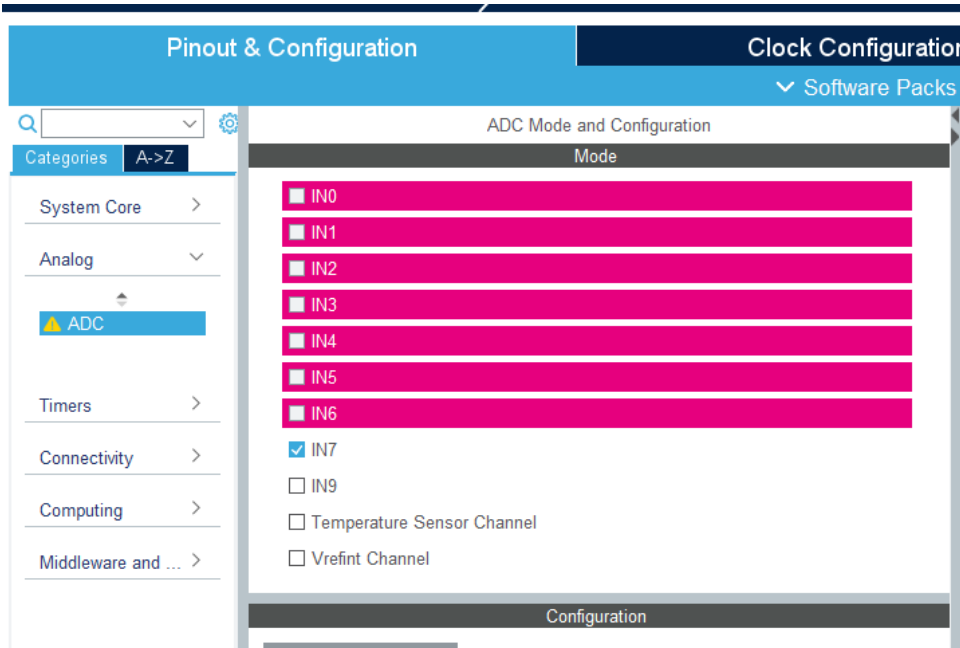 Pinout & Configuration
Clock Configuration
Software Packs
ADC Mode and Configuration
Categories
A->Z
Mode
System Core
Analog
ADC
Timers
Connectivity
Computing
Middleware and ...
IN0
IN1
IN2
IN3
IN4
IN5
IN6
IN7
IN9
Temperature Sensor Channel
Vrefint Channel
Configuration